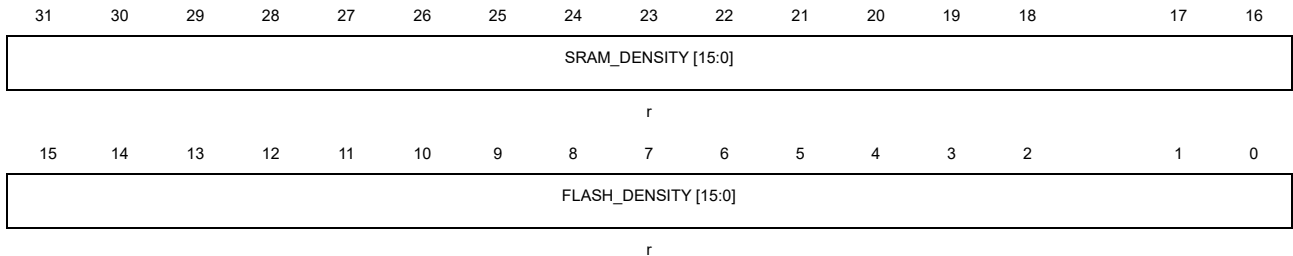 31 30 29 28 27 26 25 24 23 22 21 20 19 18 17 16
SRAM_DENSITY [15:0]
r
15 14 13 12 11 10 9 8 7 6 5 4 3 2 1 0
FLASH_DENSITY [15:0]
r